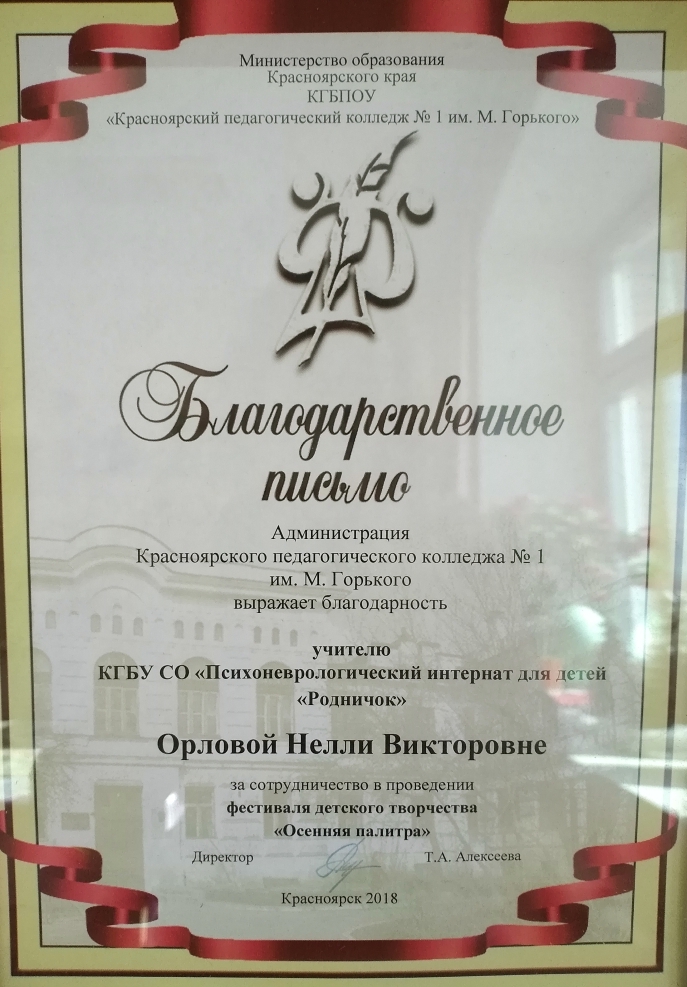 Министерство образования
Красноярского края
КГБПОУ
«Красноярский педагогический колледж № 1 им. М. Горького»
Благодарственное
письмо
Администрация
Красноярского педагогического колледжа № 1
им. М. Горького
выражает благодарность
учителю
КГБУ СО «Психоневрологический интернат для детей
«Родничок»
Орловой Нелли Викторовне
за сотрудничество в проведении
фестиваля детского творчества
«Осенняя палитра»
Директор Т.А. Алексеева
Красноярск 2018